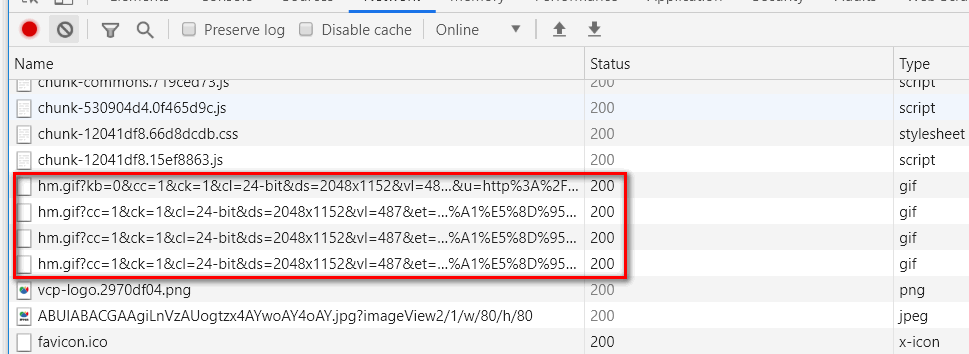 Network
Preserve log Disable cache Online
Name Status Type
chunk-commons.719ced73.js 200 script
chunk-530904d4.0f465d9c.js 200 script
chunk-12041df8.66d8dcdb.css 200 stylesheet
chunk-12041df8.15ef8863.js 200 script
hm.gif?kb=0&cc=1&ck=1&cl=24-bit&ds=2048x1152&vl=48...&u=http%3A%2F... 200 gif
hm.gif?cc=1&ck=1&cl=24-bit&ds=2048x1152&vl=487&et=...%A1%E5%8D%95... 200 gif
hm.gif?cc=1&ck=1&cl=24-bit&ds=2048x1152&vl=487&et=...%A1%E5%8D%95... 200 gif
hm.gif?cc=1&ck=1&cl=24-bit&ds=2048x1152&vl=487&et=...%A1%E5%8D%95... 200 gif
vcp-logo.2970df04.png 200 png
ABUIABACGAAgiLnVzAUogtzx4AYwoAY4oAY.jpg?imageView2/1/w/80/h/80 200 jpeg
favicon.ico 200 x-icon